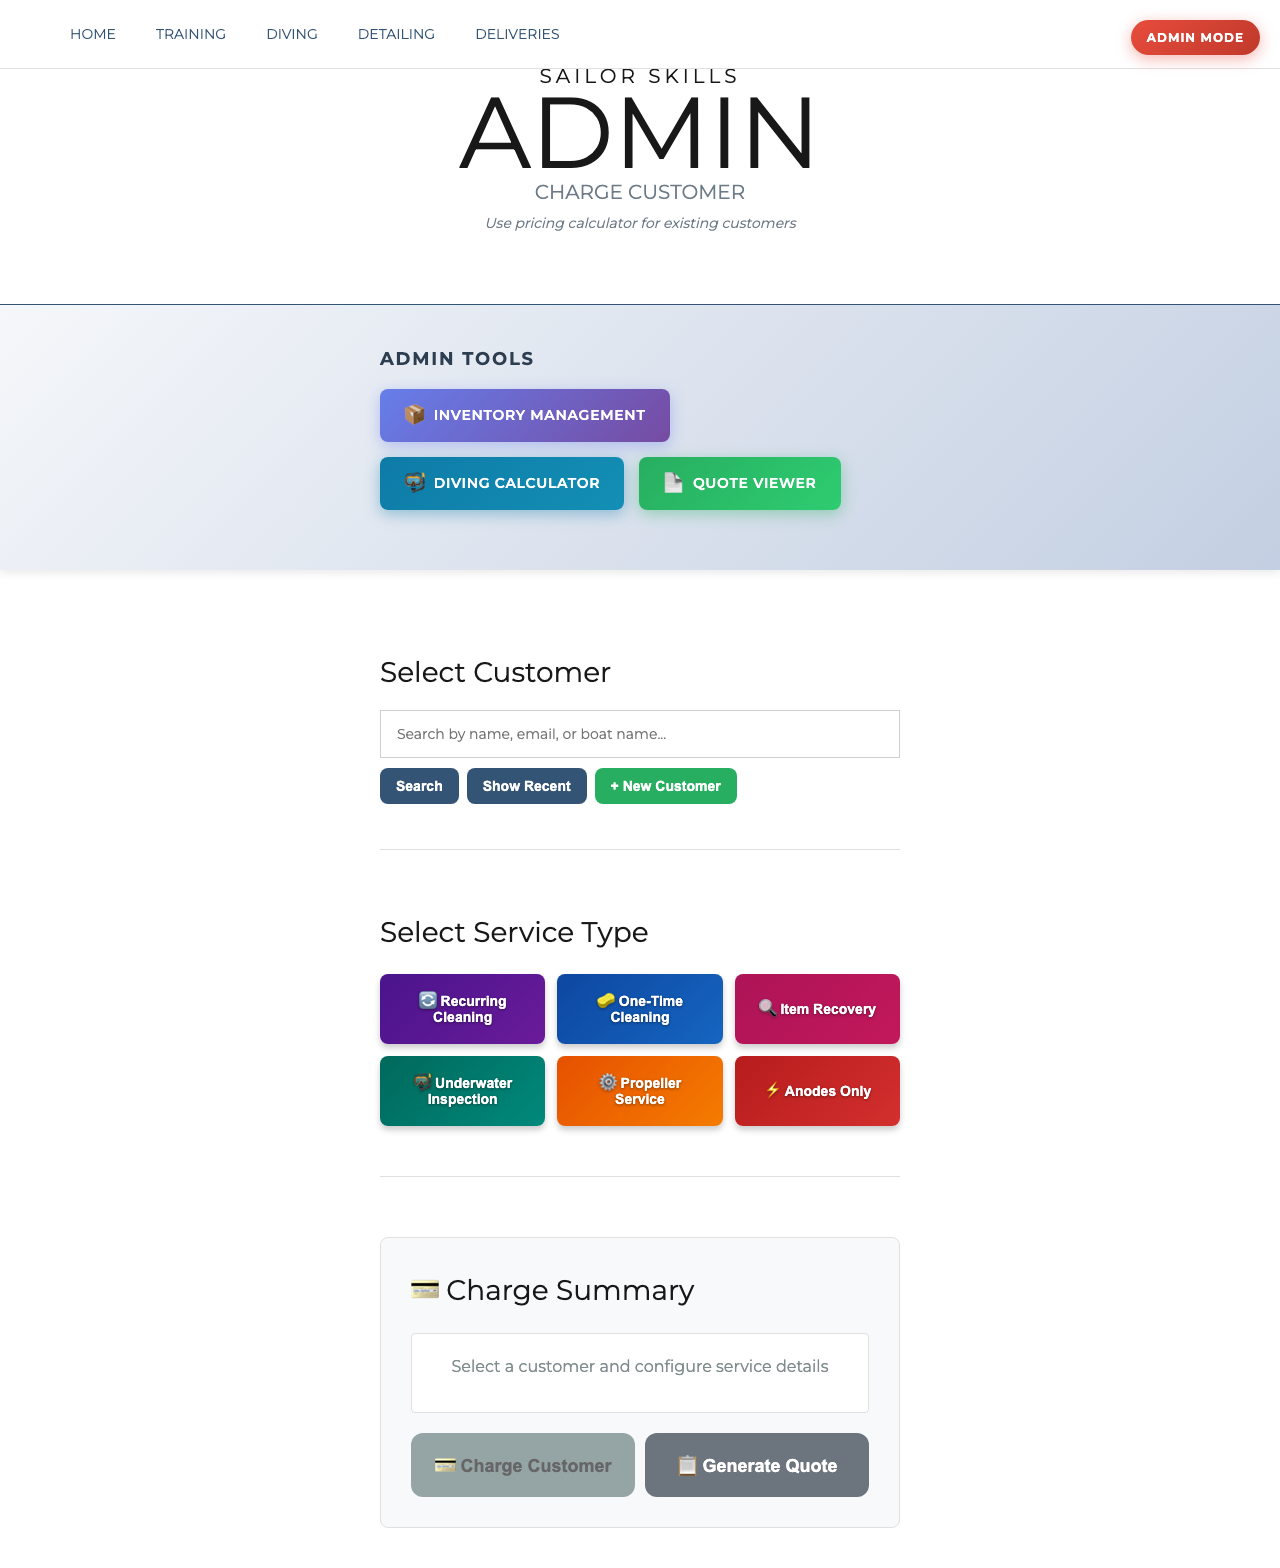 HOME TRAINING DIVING DETAILING DELIVERIES
ADMIN MODE
SAILOR SKILLS
ADMIN
CHARGE CUSTOMER
Use pricing calculator for existing customers
ADMIN TOOLS
INVENTORY MANAGEMENT
DIVING CALCULATOR
QUOTE VIEWER
Select Customer
Search by name, email, or boat name...
Search
Show Recent
+ New Customer
Select Service Type
Recurring
Cleaning
One-Time
Cleaning
Item Recovery
Underwater
Inspection
Propeller
Service
Anodes Only
Charge Summary
Select a customer and configure service details
Charge Customer
Generate Quote